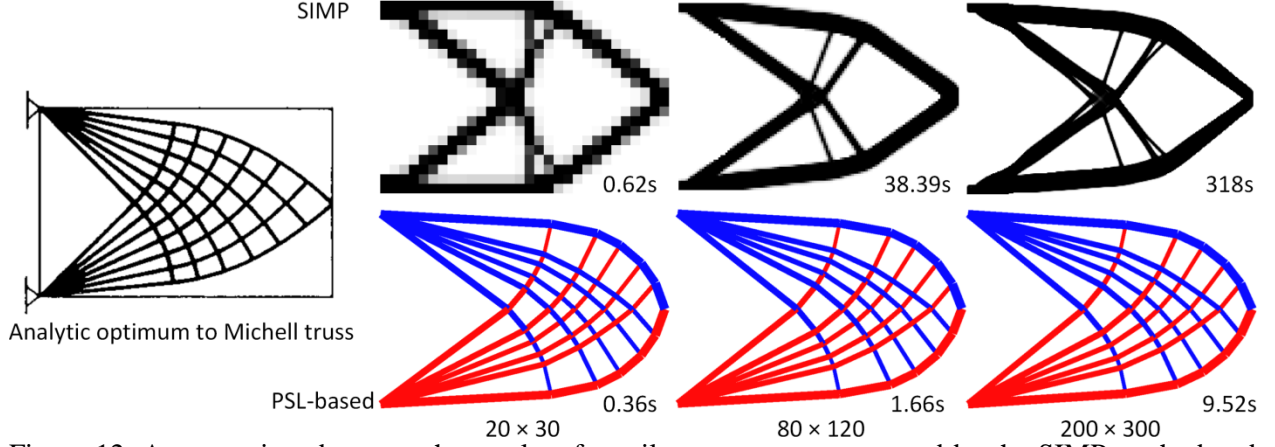 SIMP
0.62s
38.39s
318s
Analytic optimum to Michell truss
PSL-based
0.36s
1.66s
9.52s
20 × 30
80 × 120
200 × 300